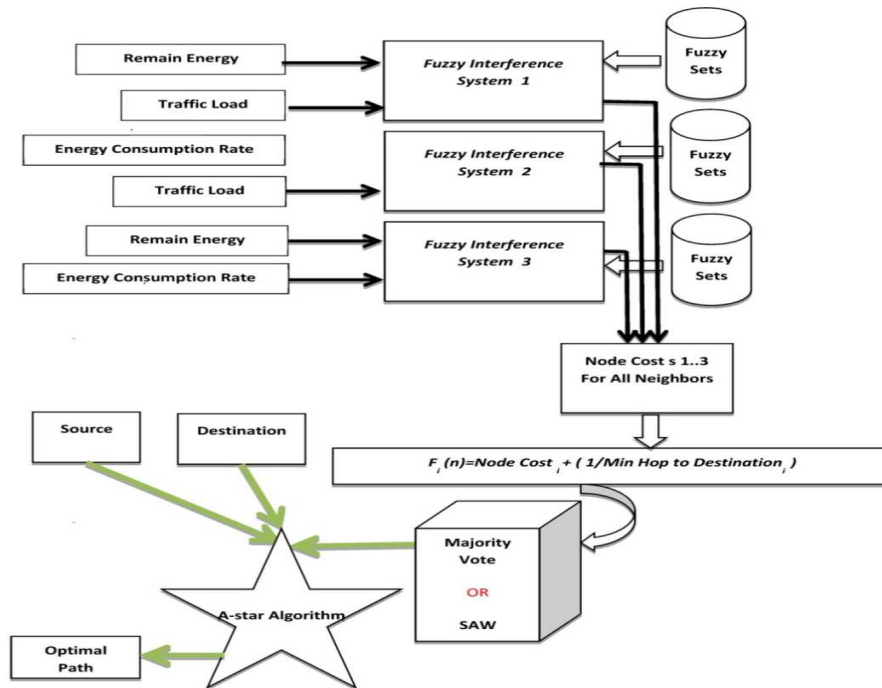 Remain Energy
Traffic Load
Fuzzy Interference
System 1
Fuzzy
Sets
Energy Consumption Rate
Traffic Load
Fuzzy Interference
System 2
Fuzzy
Sets
Remain Energy
Energy Consumption Rate
Fuzzy Interference
System 3
Fuzzy
Sets
Node Cost s 1..3
For All Neighbors
F i (n)=Node Cost i + ( 1/Min Hop to Destination i )
Source
Destination
Majority
Vote
OR
SAW
A-star Algorithm
Optimal
Path